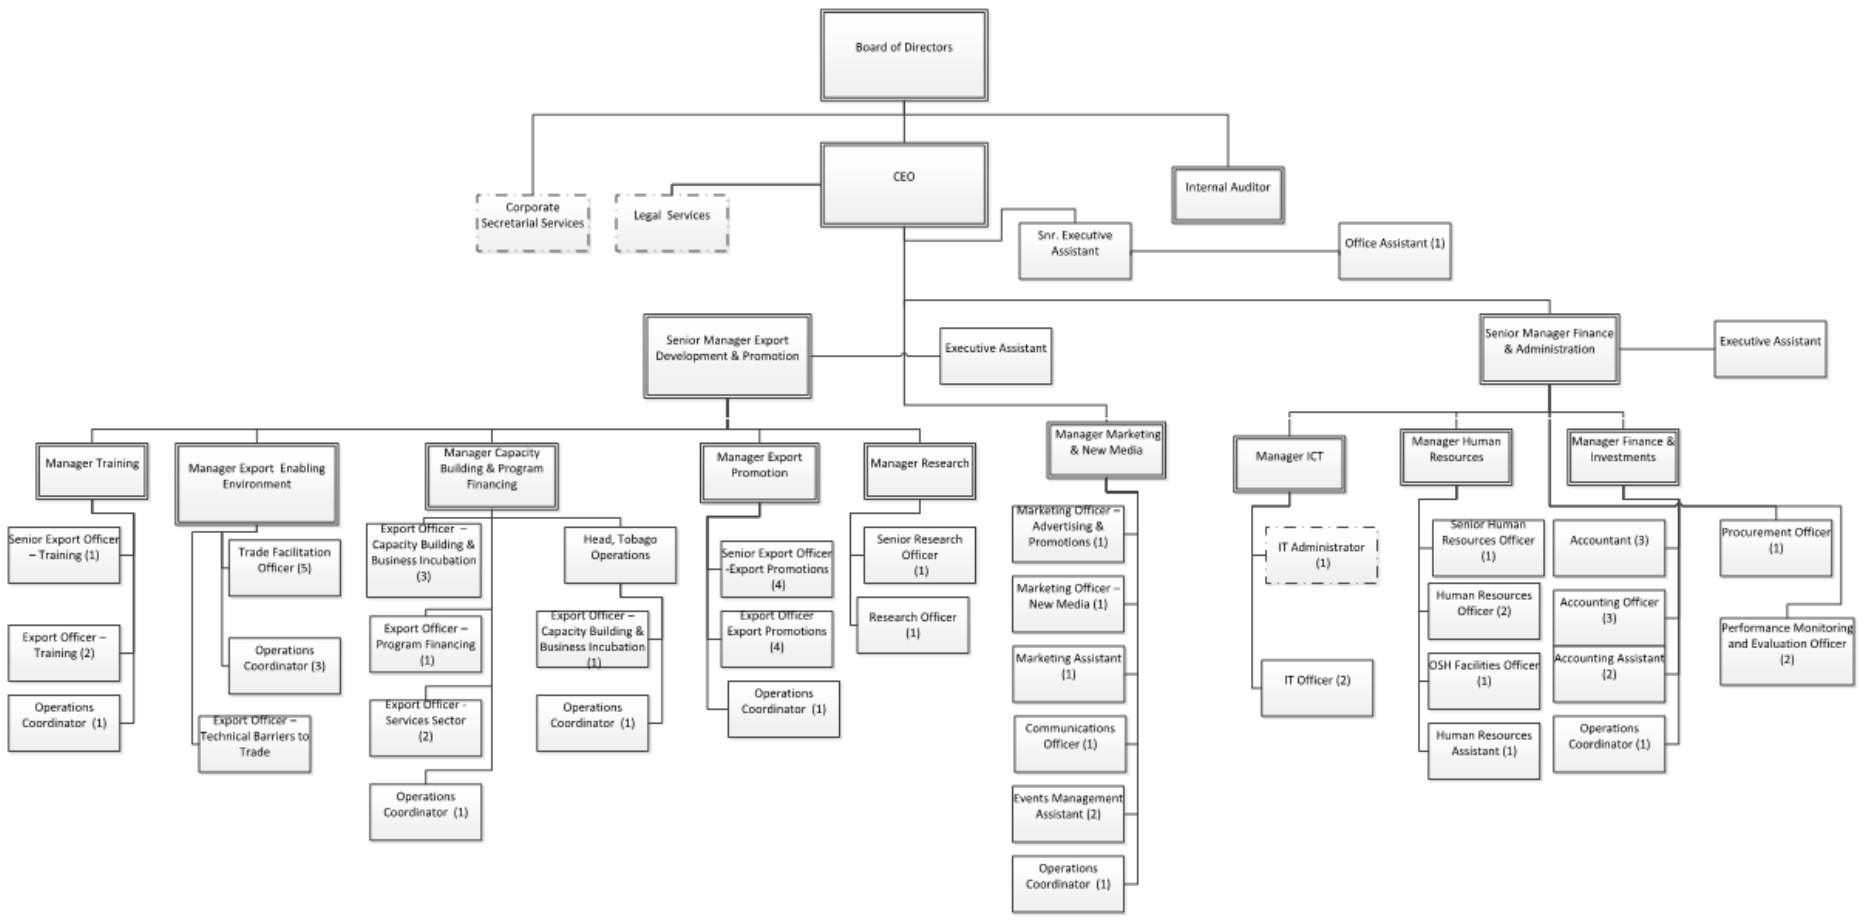 Board of Directors
CEO
Internal Auditor
Corporate
Secretarial Services
Legal Services
Snr. Executive
Assistant
Office Assistant (1)
Senior Manager Export
Development & Promotion
Executive Assistant
Senior Manager Finance
& Administration
Executive Assistant
Manager Training
Manager Export Enabling
Environment
Manager Capacity
Building & Program
Financing
Manager Export
Promotion
Manager Research
Manager Marketing
& New Media
Manager ICT
Manager Human
Resources
Manager Finance &
Investments
Senior Export Officer
– Training (1)
Export Officer –
Training (2)
Operations
Coordinator (1)
Trade Facilitation
Officer (5)
Operations
Coordinator (3)
Export Officer –
Technical Barriers to
Trade
Export Officer –
Capacity Building &
Business Incubation
(3)
Export Officer –
Program Financing
(1)
Export Officer -
Services Sector
(2)
Operations
Coordinator (1)
Head, Tobago
Operations
Export Officer –
Capacity Building &
Business Incubation
(1)
Operations
Coordinator (1)
Senior Export Officer
-Export Promotions
(4)
Export Officer
Export Promotions
(4)
Operations
Coordinator (1)
Senior Research
Officer
(1)
Research Officer
(1)
Marketing Officer –
Advertising &
Promotions (1)
Marketing Officer –
New Media (1)
Marketing Assistant
(1)
Communications
Officer (1)
Events Management
Assistant (2)
Operations
Coordinator (1)
IT Administrator
(1)
IT Officer (2)
Senior Human
Resources Officer
(1)
Human Resources
Officer (2)
OSH Facilities Officer
(1)
Human Resources
Assistant (1)
Accountant (3)
Accounting Officer
(3)
Accounting Assistant
(2)
Operations
Coordinator (1)
Procurement Officer
(1)
Performance Monitoring
and Evaluation Officer
(2)